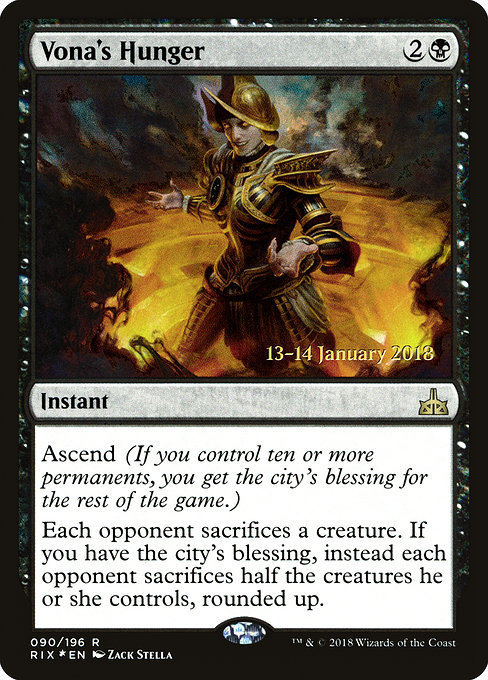 Vona's Hunger 2
13–14 January 2018
Instant
Ascend (If you control ten or more
permanents, you get the city's blessing for
the rest of the game.)
Each opponent sacrifices a creature. If
you have the city's blessing, instead each
opponent sacrifices half the creatures he
or she controls, rounded up.
090/196 R
RIX★EN Zack Stella
™ & © 2018 Wizards of the Coast